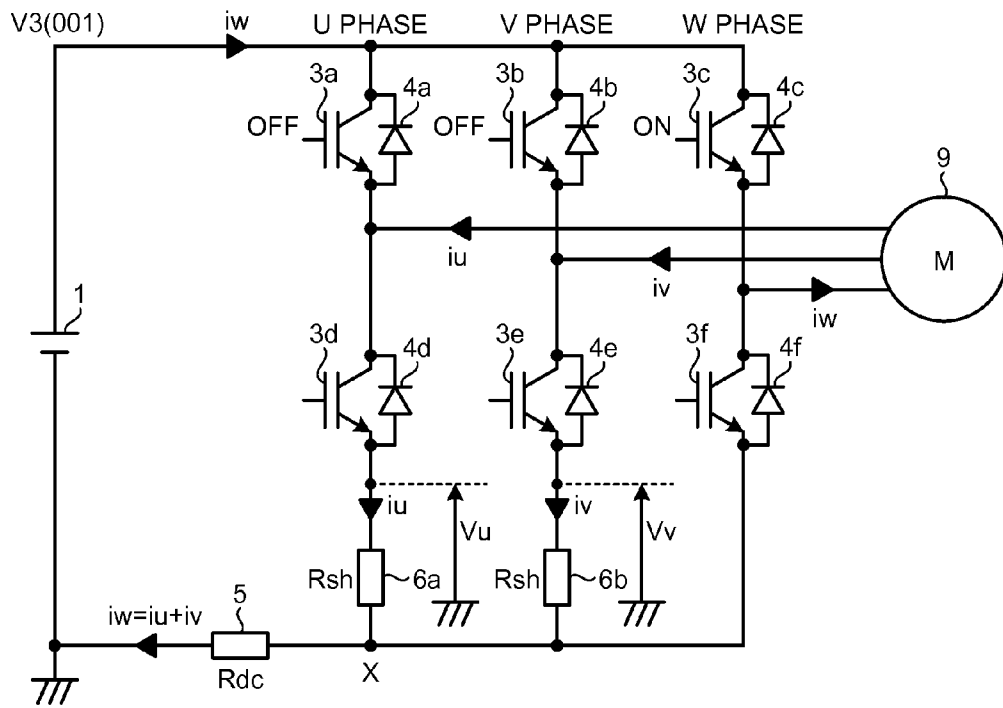 V3(001)
iw
U PHASE
V PHASE
W PHASE
3a
4a
3b
4b
3c
4c
OFF
OFF
ON
9
M
iu
iv
iw
1
3d
4d
3e
4e
3f
4f
iu
Vu
iv
Vv
Rsh
6a
Rsh
6b
iw=iu+iv
5
Rdc
X